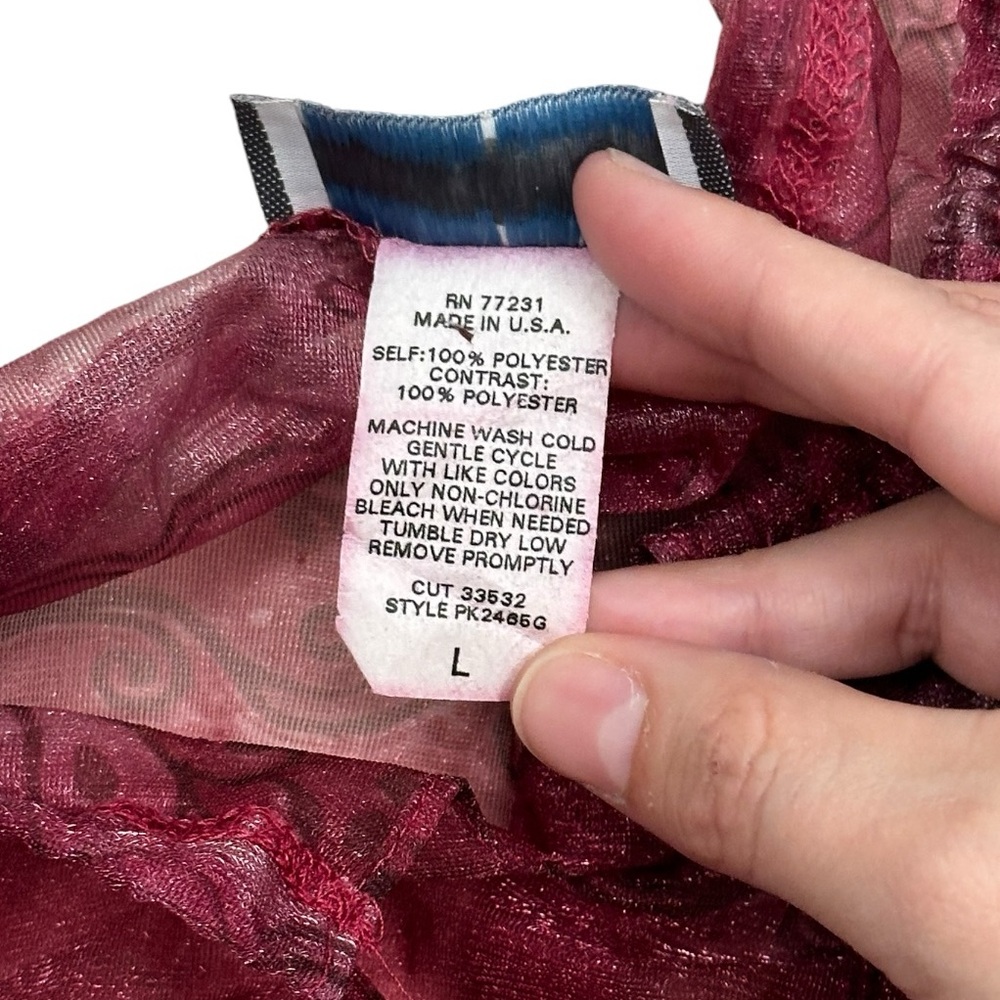 RN 77231
MADE IN U.S.A.
SELF:100% POLYESTER
CONTRAST:
100% POLYESTER
MACHINE WASH COLD
GENTLE CYCLE
WITH LIKE COLORS
ONLY NON-CHLORINE
BLEACH WHEN NEEDED
TUMBLE DRY LOW
REMOVE PROMPTLY
CUT 33532
STYLE PK2465G
L